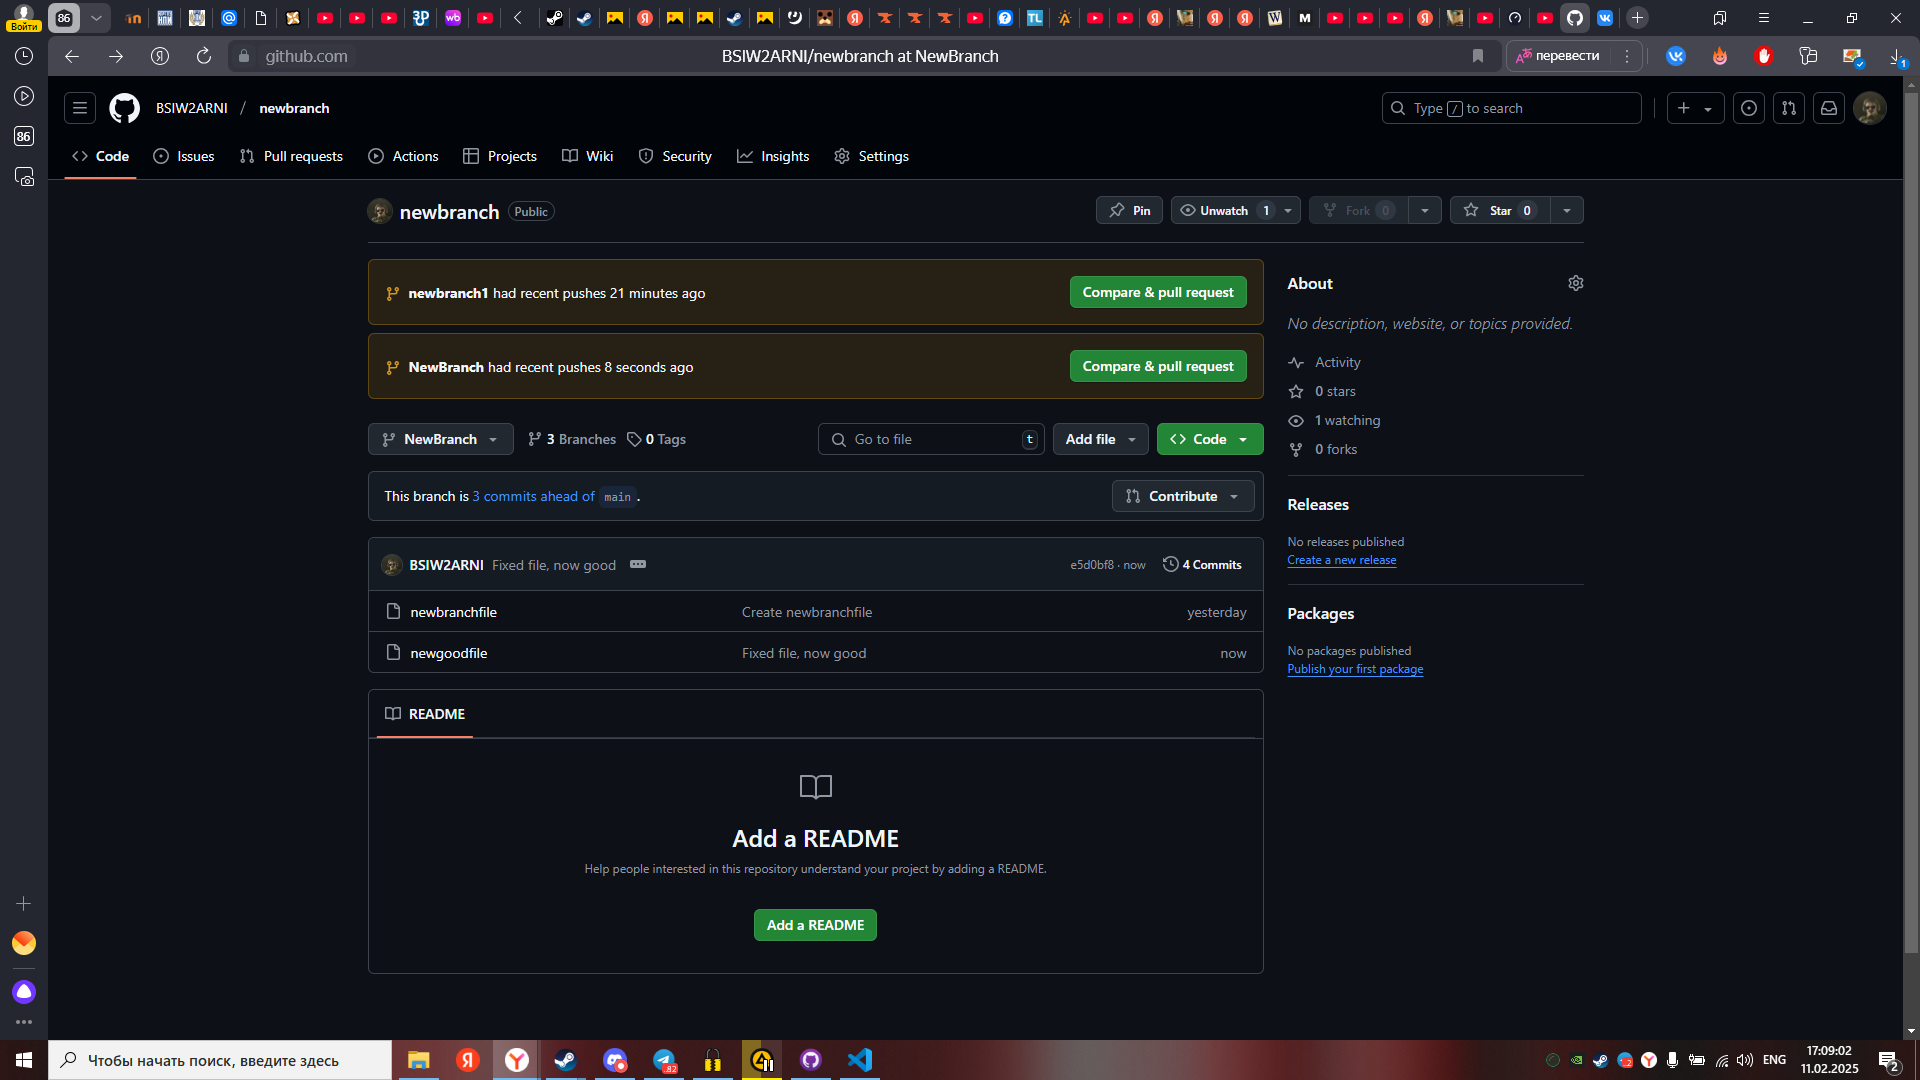 Войти
86
github.com
BSIW2ARNI/newbranch at NewBranch
перевести
1
86
BSIW2ARNI / newbranch
Type / to search
Code
Issues
Pull requests
Actions
Projects
Wiki
Security
Insights
Settings
newbranch Public
Pin
Unwatch 1
Fork 0
Star 0
newbranch1 had recent pushes 21 minutes ago
Compare & pull request
NewBranch had recent pushes 8 seconds ago
Compare & pull request
NewBranch
3 Branches
0 Tags
Go to file t
Add file
Code
This branch is 3 commits ahead of main .
Contribute
BSIW2ARNI Fixed file, now good
e5d0bf8 · now
4 Commits
newbranchfile Create newbranchfile yesterday
newgoodfile Fixed file, now good now
README
Add a README
Help people interested in this repository understand your project by adding a README.
Add a README
About
No description, website, or topics provided.
Activity
0 stars
1 watching
0 forks
Releases
No releases published
Create a new release
Packages
No packages published
Publish your first package
Чтобы начать поиск, введите здесь
82
ENG
17:09:02
11.02.2025
2